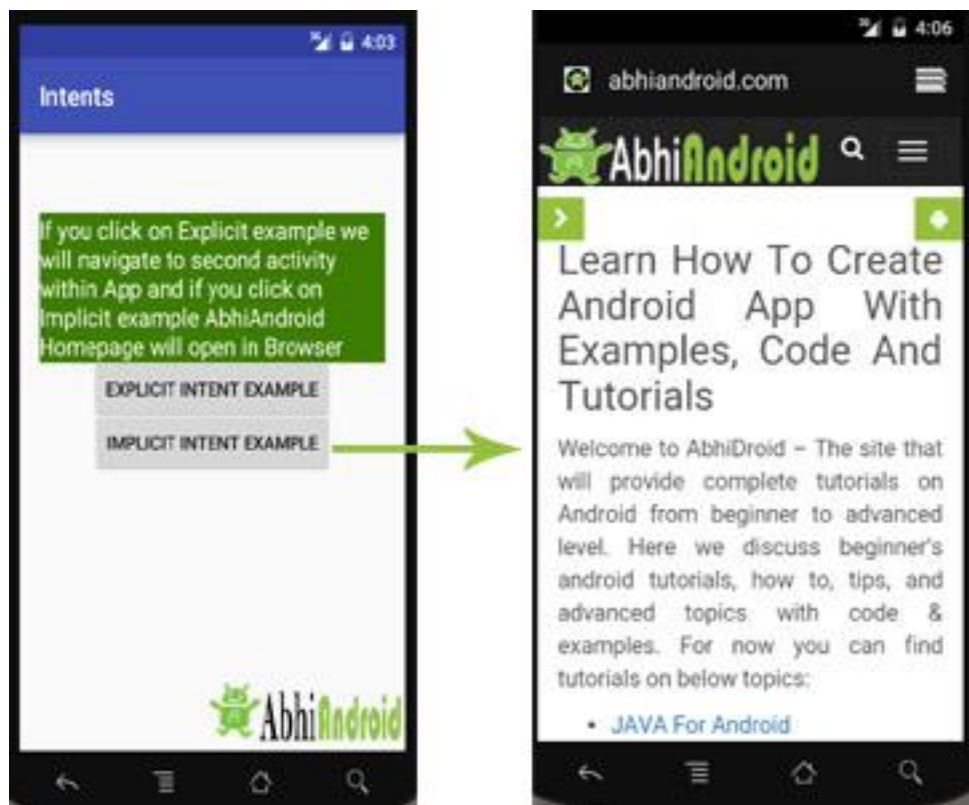 4:03
Intents
If you click on Explicit example we
will navigate to second activity
within App and if you click on
Implicit example AbhiAndroid
Homepage will open in Browser
EXPLICIT INTENT EXAMPLE
IMPLICIT INTENT EXAMPLE
AbhiAndroid
4:06
abhiandroid.com
AbhiAndroid
Learn How To Create
Android App With
Examples, Code And
Tutorials
Welcome to AbhiDroid – The site that
will provide complete tutorials on
Android from beginner to advanced
level. Here we discuss beginner's
android tutorials, how to, tips, and
advanced topics with code &
examples. For now you can find
tutorials on below topics:
• JAVA For Android